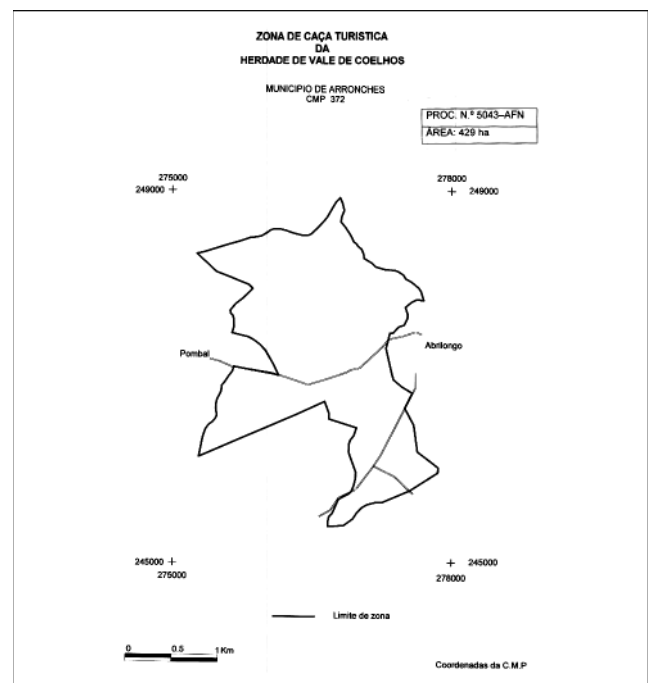 ZONA DE CAÇA TURISTICA
DA
HERDADE DE VALE DE COELHOS
MUNICIPIO DE ARRONCHES
CMP 372
PROC. N.º 5043–AFN
ÁREA: 429 ha
275000
249000
278000
249000
Pombal
Abrilongo
245000
275000
245000
278000
Limite de zona
0 0.5 1 Km
Coordenadas da C.M.P